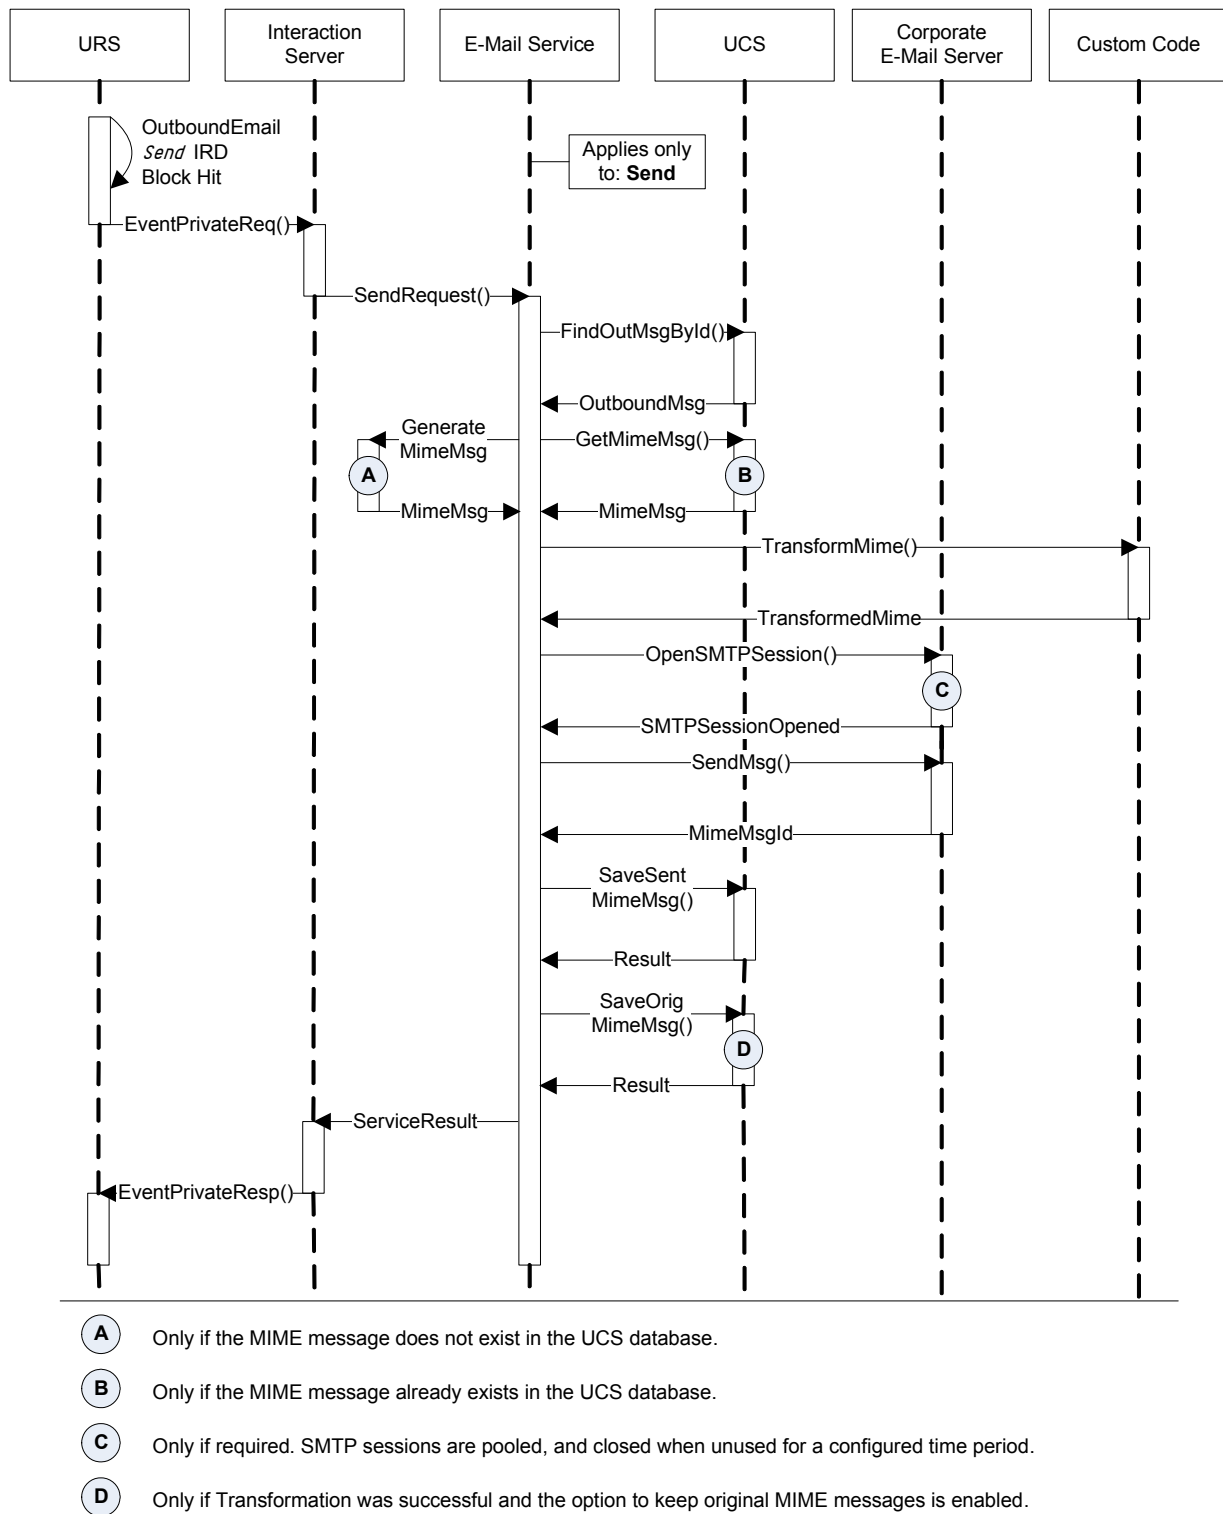 URS
Interaction
Server
E-Mail Service
UCS
Corporate
E-Mail Server
Custom Code
OutboundEmail
Send IRD
Block Hit
Applies only
to: Send
EventPrivateReq()
SendRequest()
FindOutMsgById()
OutboundMsg
Generate
MimeMsg
GetMimeMsg()
A
B
MimeMsg
MimeMsg
TransformMime()
TransformedMime
OpenSMTPSession()
C
SMTPSessionOpened
SendMsg()
MimeMsgId
SaveSent
MimeMsg()
Result
SaveOrig
MimeMsg()
D
Result
ServiceResult
EventPrivateResp()
A Only if the MIME message does not exist in the UCS database.
B Only if the MIME message already exists in the UCS database.
C Only if required. SMTP sessions are pooled, and closed when unused for a configured time period.
D Only if Transformation was successful and the option to keep original MIME messages is enabled.